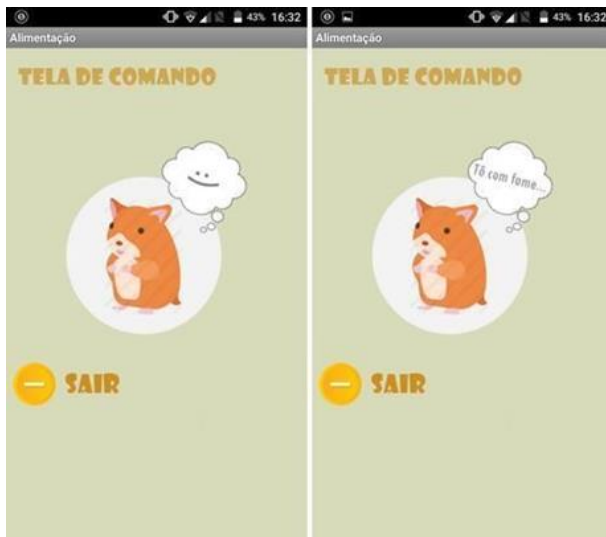 43% 16:32
Alimentação
TELA DE COMANDO
SAIR
43% 16:32
Alimentação
TELA DE COMANDO
Tô com fome...
SAIR